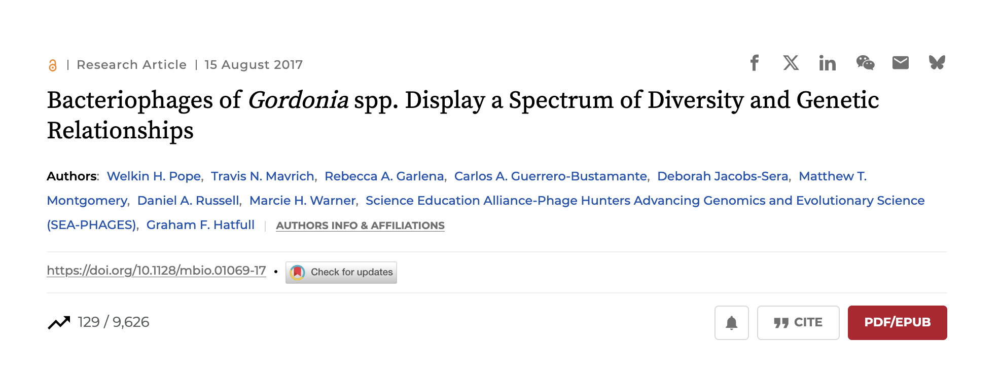 | Research Article | 15 August 2017
Bacteriophages of Gordonia spp. Display a Spectrum of Diversity and Genetic
Relationships
Authors: Welkin H. Pope, Travis N. Mavrich, Rebecca A. Garlena, Carlos A. Guerrero-Bustamante, Deborah Jacobs-Sera, Matthew T.
Montgomery, Daniel A. Russell, Marcie H. Warner, Science Education Alliance-Phage Hunters Advancing Genomics and Evolutionary Science
(SEA-PHAGES), Graham F. Hatfull | AUTHORS INFO & AFFILIATIONS
https://doi.org/10.1128/mbio.01069-17 • Check for updates
129 / 9,626
CITE
PDF/EPUB